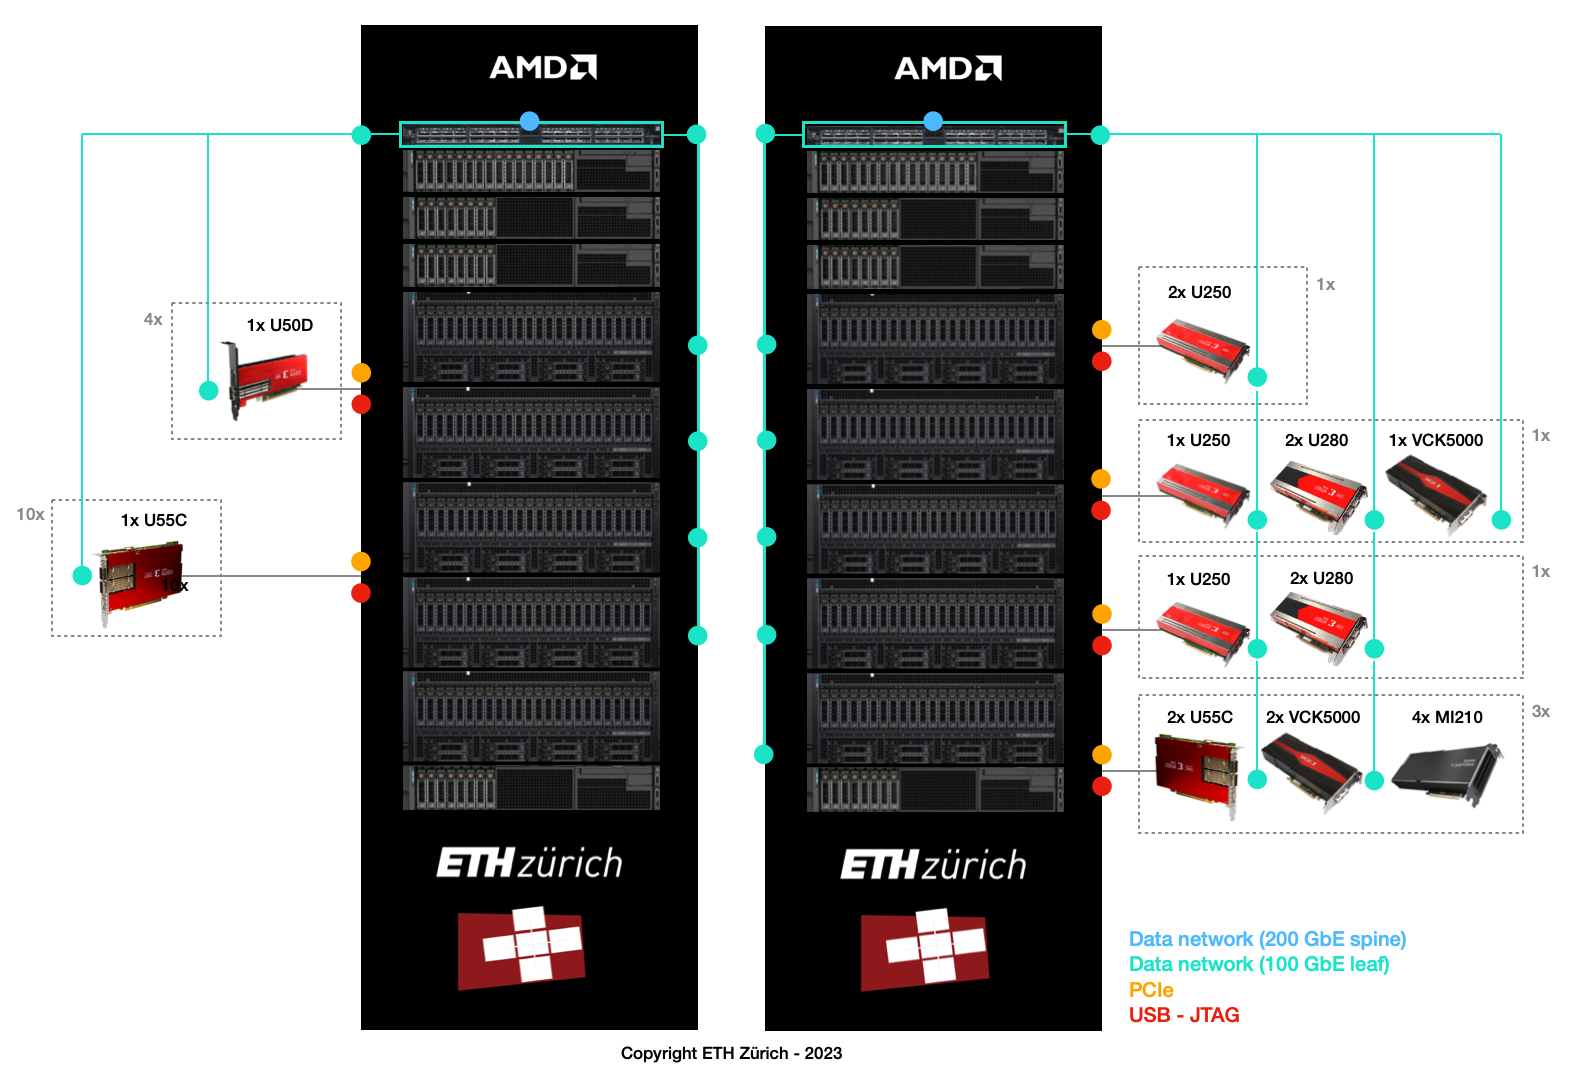 AMD
AMD
4x
1x U50D
10x
1x U55C
10x
2x U250
1x
1x U250
2x U280
1x VCK5000
1x
1x U250
2x U280
1x
2x U55C
2x VCK5000
4x MI210
3x
ETH zürich
ETH zürich
Data network (200 GbE spine)
Data network (100 GbE leaf)
PCIe
USB - JTAG
Copyright ETH Zürich - 2023